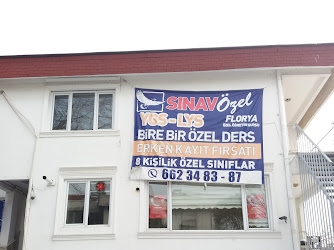 SINAV Özel
YGS-LYS
FLORYA
BİRE BİR ÖZEL DERS
ERKEN KAYIT FIRSATI
8 KİŞİLİK ÖZEL SINIFLAR
662 34 83 - 87